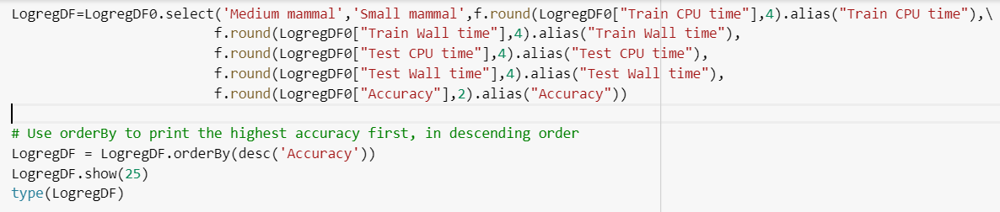 LogregDF=LogregDF0.select('Medium mammal','Small mammal',f.round(LogregDF0["Train CPU time"],4).alias("Train CPU time"),\
f.round(LogregDF0["Train Wall time"],4).alias("Train Wall time"),
f.round(LogregDF0["Test CPU time"],4).alias("Test CPU time"),
f.round(LogregDF0["Test Wall time"],4).alias("Test Wall time"),
f.round(LogregDF0["Accuracy"],2).alias("Accuracy"))
# Use orderBy to print the highest accuracy first, in descending order
LogregDF = LogregDF.orderBy(desc('Accuracy'))
LogregDF.show(25)
type(LogregDF)